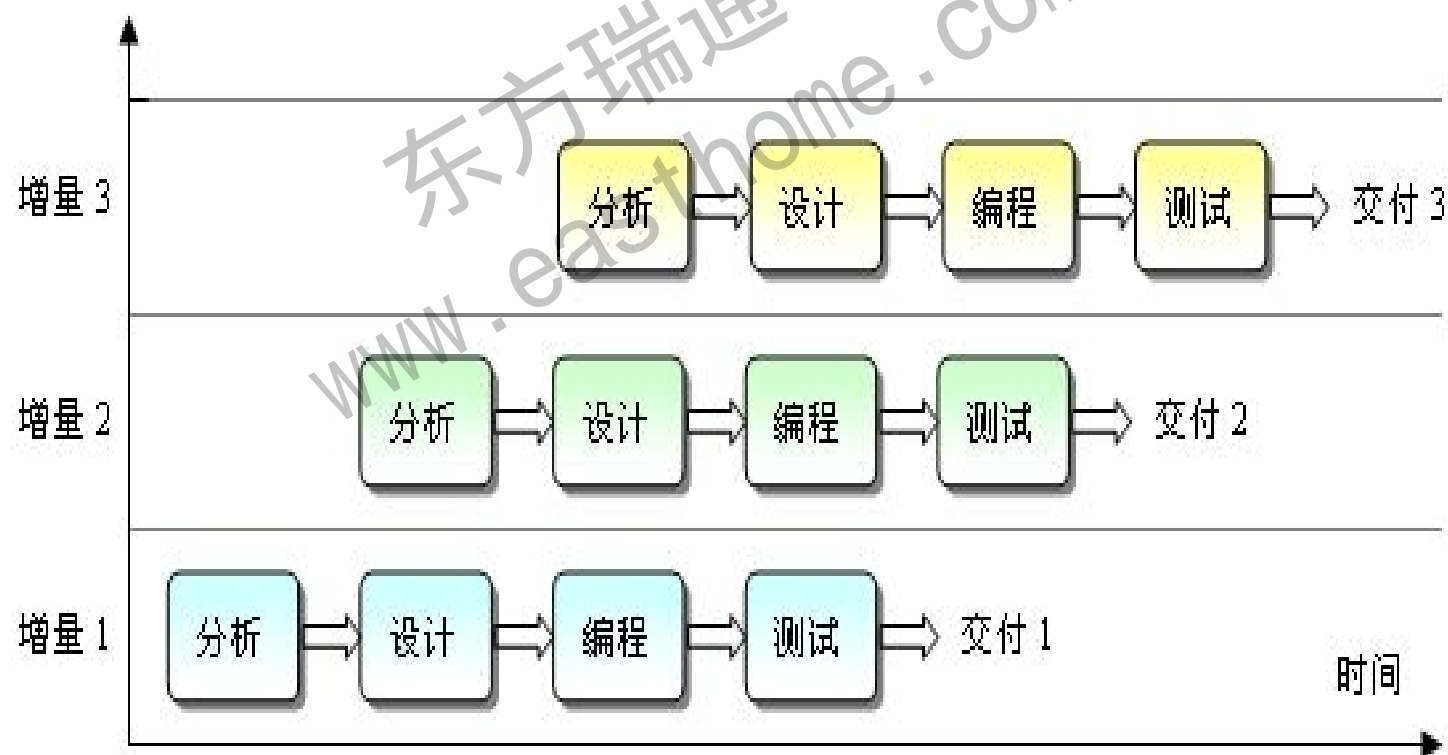 东方瑞通
www.easthome.com
增量 3
分析
设计
编程
测试
交付 3
增量 2
分析
设计
编程
测试
交付 2
增量 1
分析
设计
编程
测试
交付 1
时间